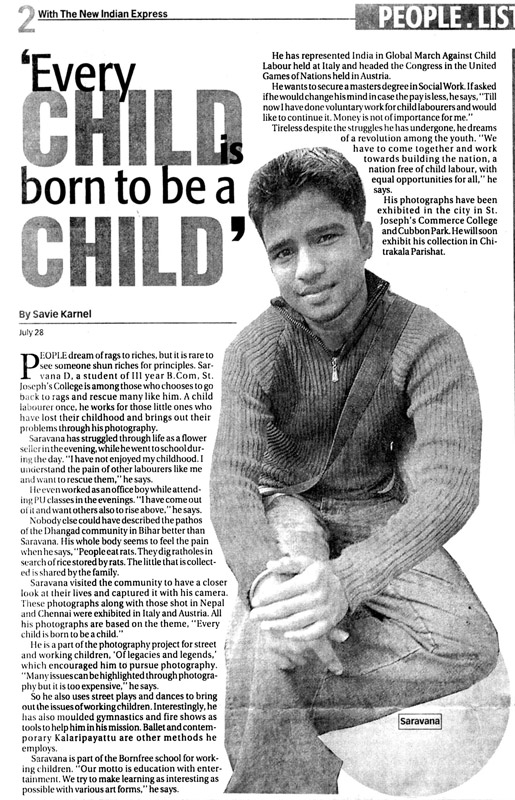 2 With The New Indian Express
PEOPLE.LIS
'Every
CHILD is
born to be a
CHILD'
By Savie Karnel
July 28
PEOPLE dream of rags to riches, but it is rare to
see someone shun riches for principles. Sar-
vana D, a student of III year B.Com, St.
Joseph's College is among those who chooses to go
back to rags and rescue many like him. A child
labourer once, he works for those little ones who
have lost their childhood and brings out their
problems through his photography.
Saravana has struggled through life as a flower
seller in the evening, while he went to school dur-
ing the day. "I have not enjoyed my childhood. I
understand the pain of other labourers like me
and want to rescue them," he says.
He even worked as an office boy while attend-
ing PU classes in the evenings. "I have come out
of it and want others also to rise above," he says.
Nobody else could have described the pathos
of the Dhangad community in Bihar better than
Saravana. His whole body seems to feel the pain
when he says, "People eat rats. They dig ratholes in
search of rice stored by rats. The little that is collect-
ed is shared by the family.
Saravana visited the community to have a closer
look at their lives and captured it with his camera.
These photographs along with those shot in Nepal
and Chennai were exhibited in Italy and Austria. All
his photographs are based on the theme, "Every
child is born to be a child."
He is a part of the photography project for street
and working children, 'Of legacies and legends,'
which encouraged him to pursue photography.
"Many issues can be highlighted through photogra-
phy but it is too expensive," he says.
So he also uses street plays and dances to bring
out the issues of working children. Interestingly, he
has also moulded gymnastics and fire shows as
tools to help him in his mission. Ballet and contem-
porary Kalaripayattu are other methods he
employs.
Saravana is part of the Bornfree school for work-
ing children. "Our motto is education with enter-
tainment. We try to make learning as interesting as
possible with various art forms," he says.
He has represented India in Global March Against Child
Labour held at Italy and headed the Congress in the United
Games of Nations held in Austria.
He wants to secure a masters degree in Social Work. If asked
if he would change his mind in case the pay is less, he says, "Till
now I have done voluntary work for child labourers and would
like to continue it. Money is not of importance for me."
Tireless despite the struggles he has undergone, he dreams
of a revolution among the youth. "We
have to come together and work
towards building the nation, a
nation free of child labour, with
equal opportunities for all," he
says.
His photographs have been
exhibited in the city in St.
Joseph's Commerce College
and Cubbon Park. He will soon
exhibit his collection in Chi-
trakala Parishat.
Saravana